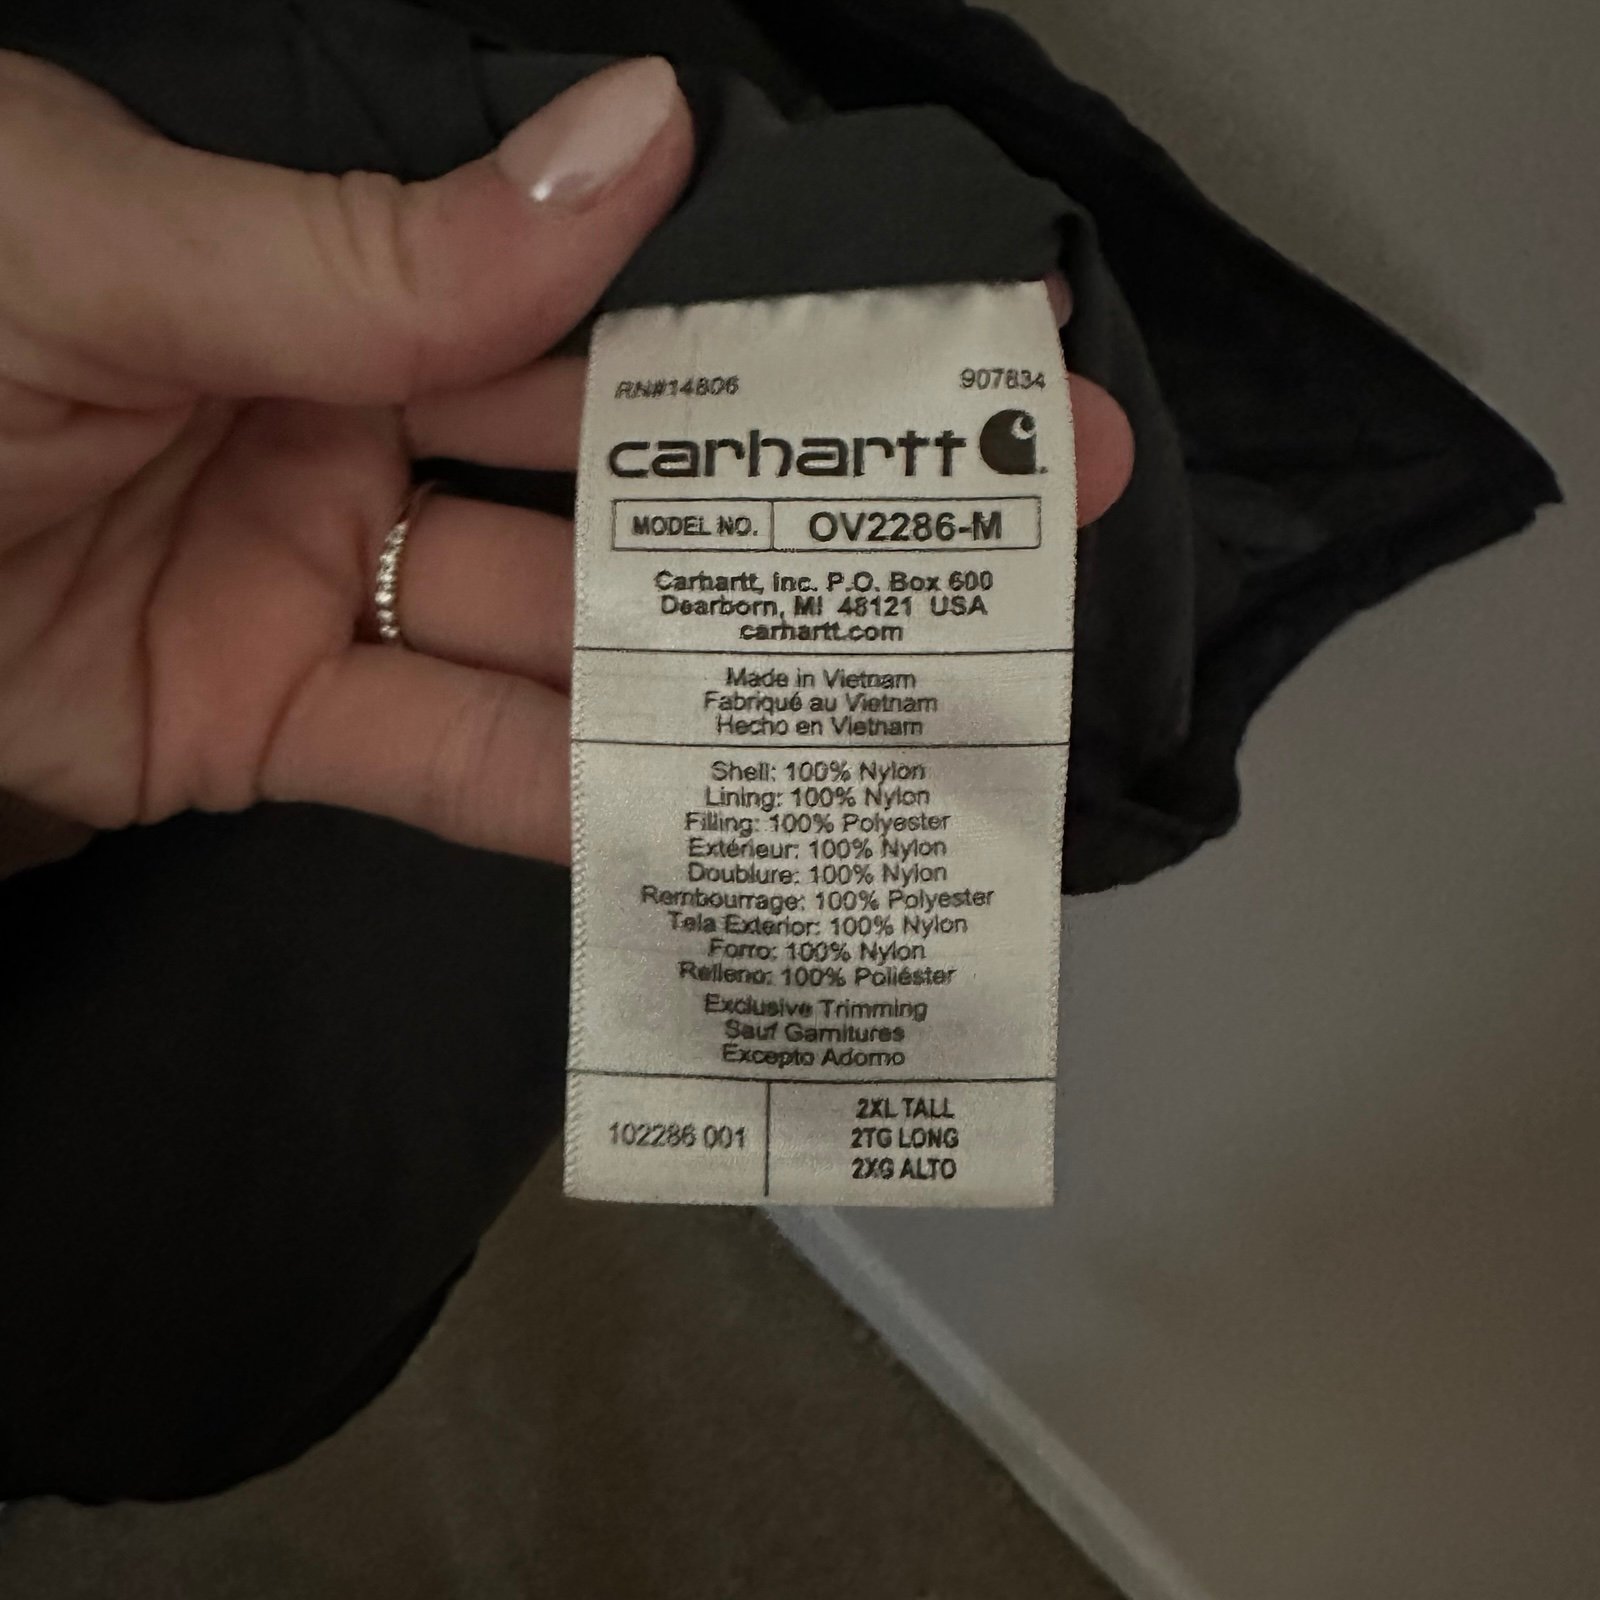 RN#14806 907834
carhartt
MODEL NO. OV2286-M
Carhartt, Inc. P.O. Box 600
Dearborn, MI 48121 USA
carhartt.com
Made in Vietnam
Fabriqué au Vietnam
Hecho en Vietnam
Shell: 100% Nylon
Lining: 100% Nylon
Filling: 100% Polyester
Extérieur: 100% Nylon
Doublure: 100% Nylon
Rembourrage: 100% Polyester
Tela Exterior: 100% Nylon
Forro: 100% Nylon
Relleno: 100% Poliéster
Exclusive Trimming
Sauf Garnitures
Excepto Adorno
102286 001
2XL TALL
2TG LONG
2XG ALTO